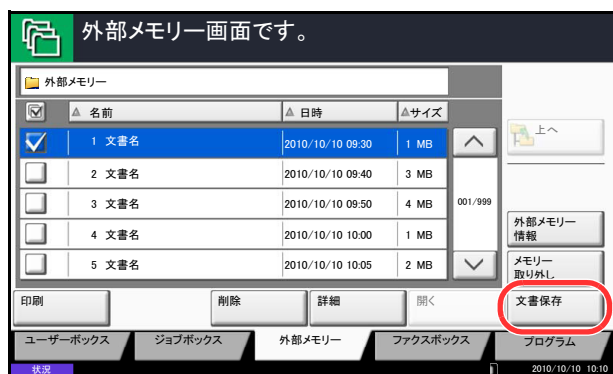 外部メモリー画面です。
外部メモリー
名前 日時 サイズ
1 文書名 2010/10/10 09:30 1 MB
2 文書名 2010/10/10 09:40 3 MB
3 文書名 2010/10/10 09:50 4 MB
4 文書名 2010/10/10 10:00 1 MB
5 文書名 2010/10/10 10:05 2 MB
001/999
上へ
外部メモリー
情報
メモリー
取り外し
印刷 削除 詳細 開く 文書保存
ユーザーボックス ジョブボックス 外部メモリー ファクスボックス プログラム
状況 2010/10/10 10:10